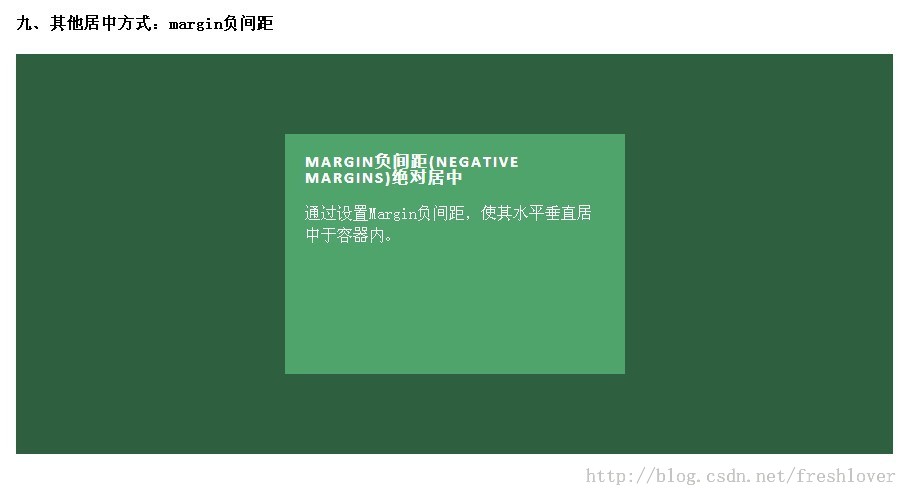 九、其他居中方式：margin负间距
MARGIN负间距(NEGATIVE
MARGINS)绝对居中
通过设置Margin负间距，使其水平垂直居
中于容器内。
http://blog.csdn.net/freshlover